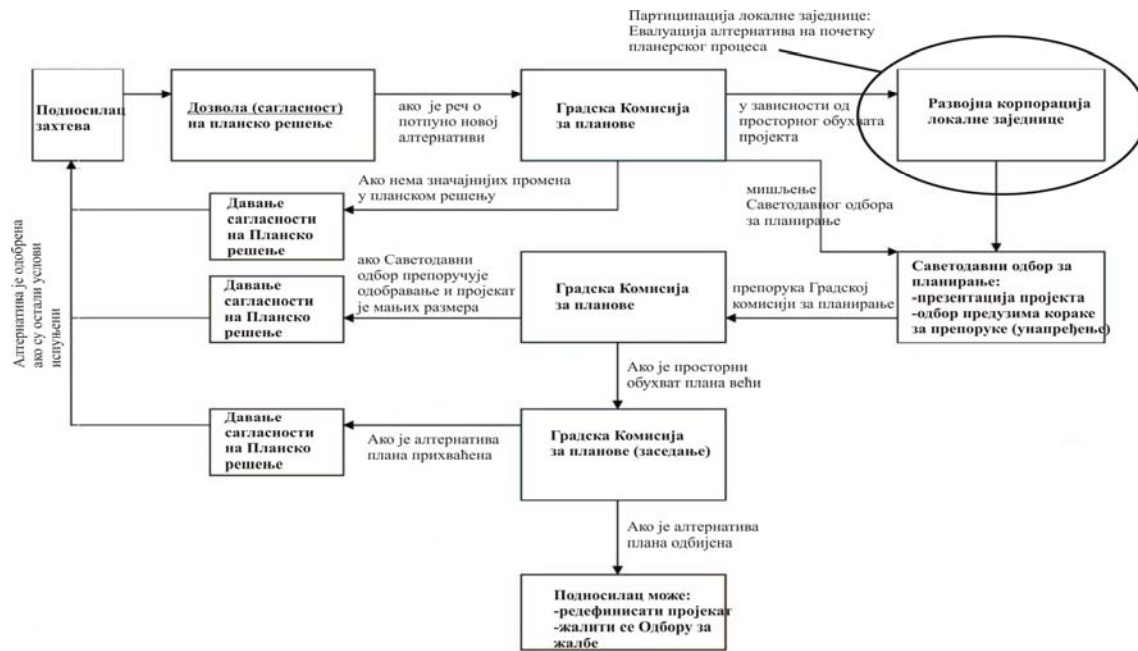 Партиципација локалне заједнице:
Евалуација алтернатива на почетку
планерског процеса
Подносилац
захтева
Дозвола (сагласност)
на планско решење
ако је реч о
потпуно новој
алтернативи
Градска Комисија
за планове
у зависности од
просторног обухвата
пројекта
Развојна корпорација
локалне заједнице
Ако нема значајнијих промена
у планском решењу
мишљење
Саветодавног одбора
за планирање
Давање
сагласности
на Планско
решење
Алтернатива је одобрена
ако су остали услови
испуњени
ако Саветодавни
одбор препоручује
одобравање и пројекат
је мањих размера
Давање
сагласности
на Планско
решење
Градска Комисија
за планове
препорука Градској
комисији за планирање
Саветодавни одбор за
планирање:
-презентација пројекта
-одбор предузима кораке
за препоруке (унапређење)
Ако је просторни
обухват плана већи
Давање
сагласности
на Планско
решење
Ако је алтернатива
плана прихваћена
Градска Комисија
за планове (заседање)
Ако је алтернатива
плана одбијена
Подносилац може:
-редефинисати пројекат
-жалити се Одбору за
жалбе